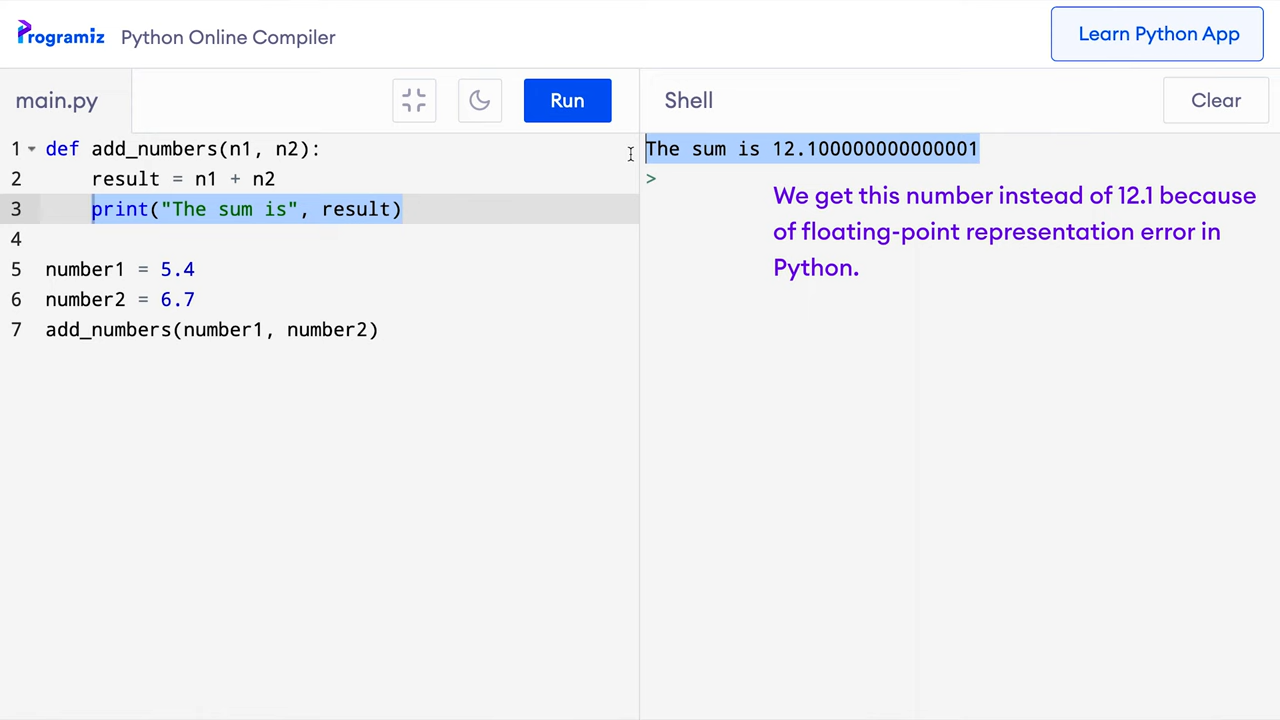 Programiz Python Online Compiler
Learn Python App
main.py
Run
Shell
Clear
1 def add_numbers(n1, n2):
2 result = n1 + n2
3 print("The sum is", result)
4
5 number1 = 5.4
6 number2 = 6.7
7 add_numbers(number1, number2)
The sum is 12.100000000000001
>
We get this number instead of 12.1 because
of floating-point representation error in
Python.